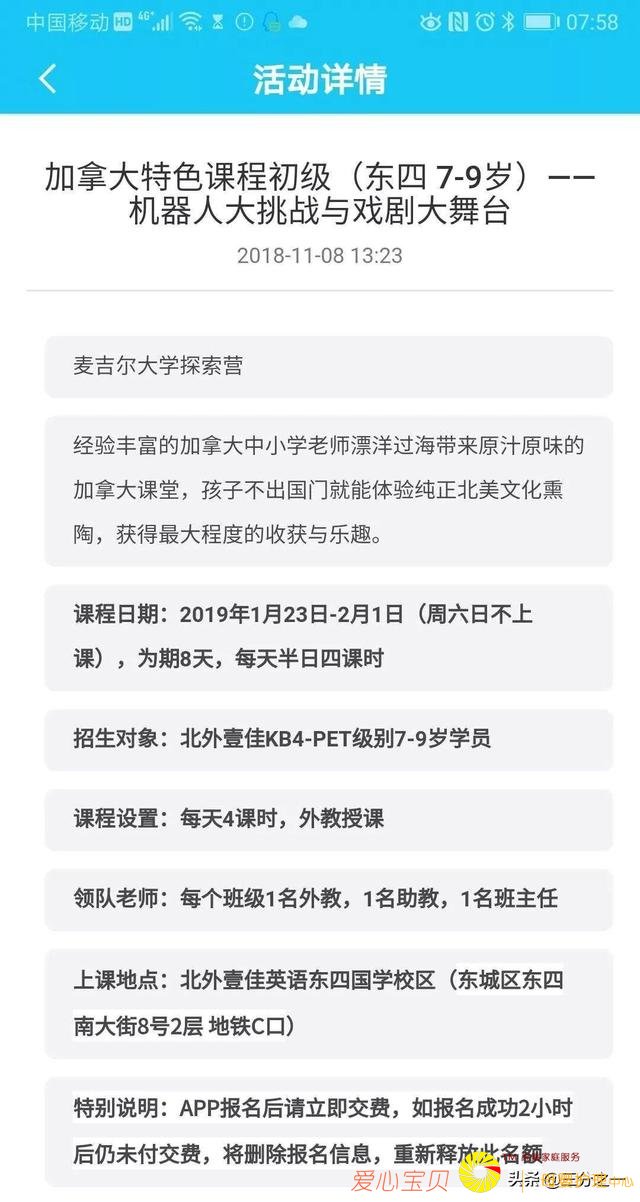 中国移动 HD 4G+ 07:58
活动详情
加拿大特色课程初级（东四 7-9岁）——
机器人大挑战与戏剧大舞台
2018-11-08 13:23
麦吉尔大学探索营
经验丰富的加拿大中小学老师漂洋过海带来原汁原味的
加拿大课堂，孩子不出国门就能体验纯正北美文化熏
陶，获得最大程度的收获与乐趣。
课程日期：2019年1月23日-2月1日（周六日不上
课），为期8天，每天半日四课时
招生对象：北外壹佳KB4-PET级别7-9岁学员
课程设置：每天4课时，外教授课
领队老师：每个班级1名外教，1名助教，1名班主任
上课地点：北外壹佳英语东四国学校区（东城区东四
南大街8号2层 地铁C口）
特别说明：APP报名后请立即交费，如报名成功2小时
后仍未付交费，将删除报名信息，重新释放此名额
家庭服务
爱心宝贝
头条@